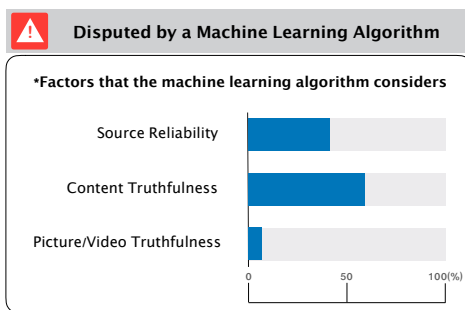 Disputed by a Machine Learning Algorithm
*Factors that the machine learning algorithm considers
Source Reliability
Content Truthfulness
Picture/Video Truthfulness
0 50 100(%)